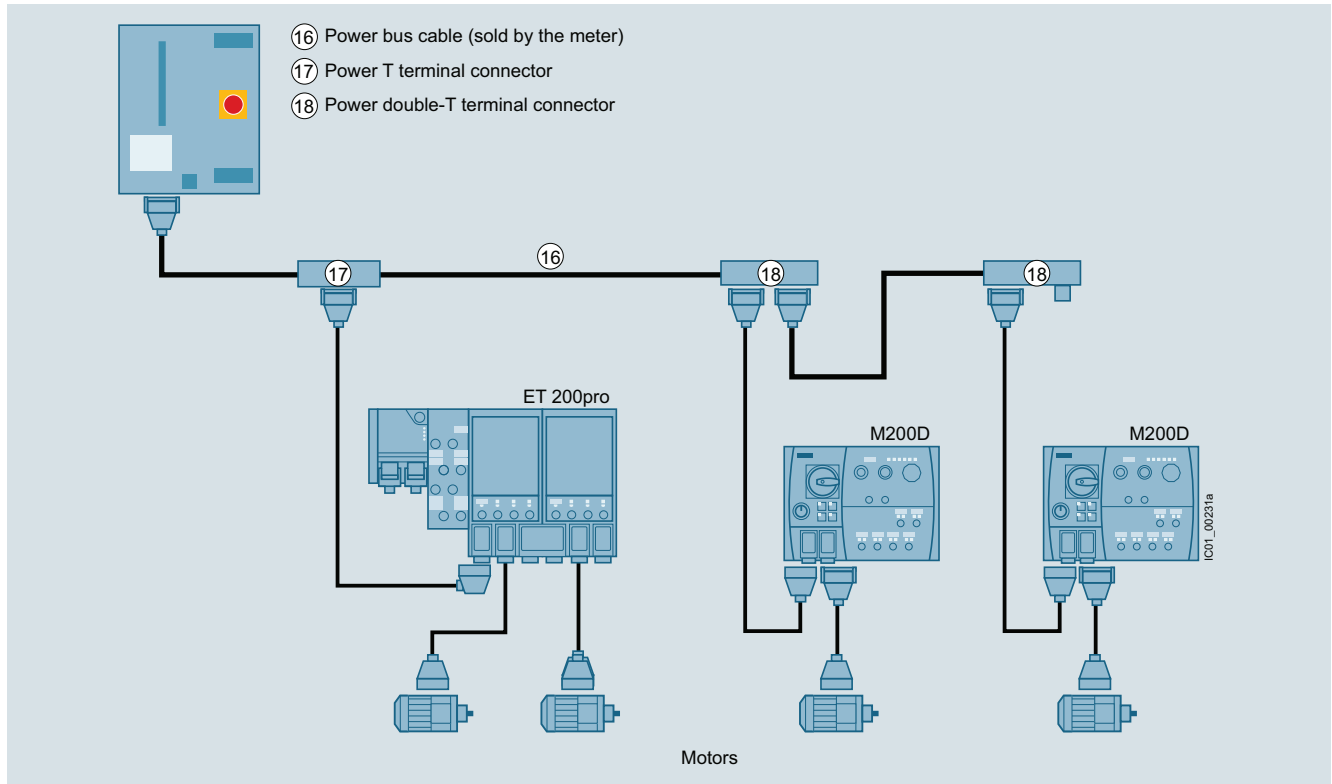 16 Power bus cable (sold by the meter)
17 Power T terminal connector
18 Power double-T terminal connector
16
17
18
18
ET 200pro
M200D
M200D
IC01_00231a
Motors